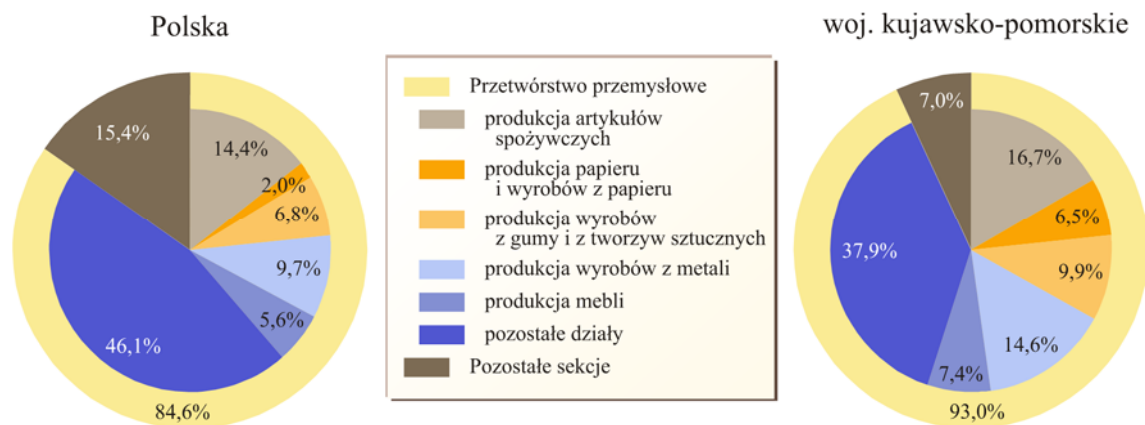 Polska
15,4%
14,4%
2,0%
6,8%
9,7%
5,6%
46,1%
84,6%
Przetwórstwo przemysłowe
produkcja artykułów
spożywczych
produkcja papieru
i wyrobów z papieru
produkcja wyrobów
z gumy i z tworzyw sztucznych
produkcja wyrobów z metali
produkcja mebli
pozostałe działy
Pozostałe sekcje
woj. kujawsko-pomorskie
7,0%
16,7%
6,5%
9,9%
14,6%
7,4%
37,9%
93,0%